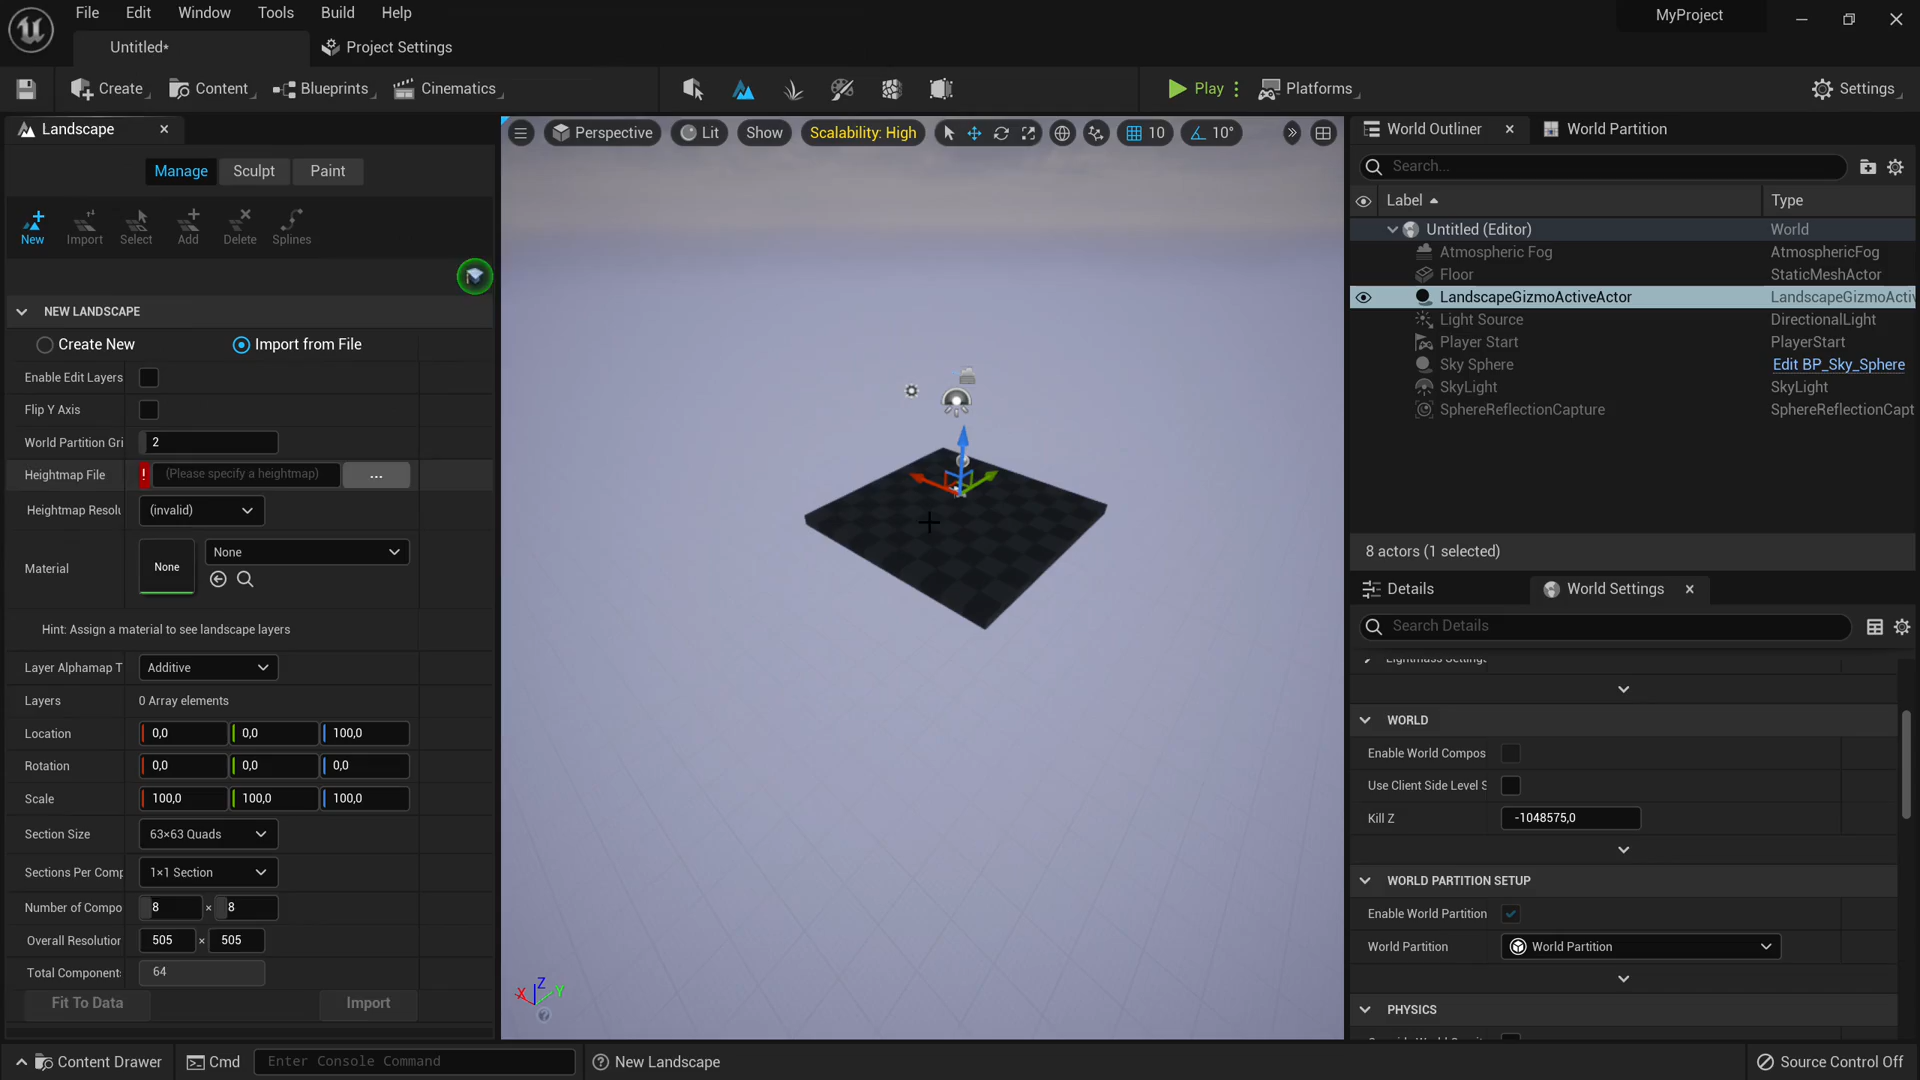 File Edit Window Tools Build Help
MyProject
Untitled*
Project Settings
Create
Content
Blueprints
Cinematics
Play
Platforms
Settings
Landscape
Manage Sculpt Paint
New Import Select Add Delete Splines
NEW LANDSCAPE
Create New
Import from File
Enable Edit Layers
Flip Y Axis
World Partition Gri 2
Heightmap File ! (Please specify a heightmap) ...
Heightmap Resolu (invalid)
Material None None
Hint: Assign a material to see landscape layers
Layer Alphamap T Additive
Layers 0 Array elements
Location 0,0 0,0 100,0
Rotation 0,0 0,0 0,0
Scale 100,0 100,0 100,0
Section Size 63×63 Quads
Sections Per Comp 1×1 Section
Number of Compo 8 × 8
Overall Resolution 505 × 505
Total Component 64
Fit To Data Import
Perspective Lit Show Scalability: High 10 10°
X Z Y
World Outliner
World Partition
Search...
Label Type
Untitled (Editor) World
Atmospheric Fog AtmosphericFog
Floor StaticMeshActor
LandscapeGizmoActiveActor LandscapeGizmoActiv
Light Source DirectionalLight
Player Start PlayerStart
Sky Sphere Edit BP_Sky_Sphere
SkyLight SkyLight
SphereReflectionCapture SphereReflectionCapt
8 actors (1 selected)
Details
World Settings
Search Details
Lightmass Settings
WORLD
Enable World Compos
Use Client Side Level S
Kill Z -1048575,0
WORLD PARTITION SETUP
Enable World Partition
World Partition World Partition
PHYSICS
Content Drawer
Cmd
Enter Console Command
New Landscape
Source Control Off